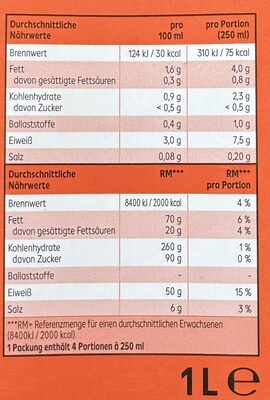 Durchschnittliche Nährwerte pro 100 ml pro Portion (250 ml)
Brennwert 124 kJ / 30 kcal 310 kJ / 75 kcal
Fett 1,6 g 4,0 g
davon gesättigte Fettsäuren 0,3 g 0,8 g
Kohlenhydrate 0,9 g 2,3 g
davon Zucker < 0,5 g < 0,5 g
Ballaststoffe 0,4 g 1,0 g
Eiweiß 3,0 g 7,5 g
Salz 0,08 g 0,20 g
Durchschnittliche Nährwerte RM*** RM*** pro Portion
Brennwert 8400 kJ / 2000 kcal 4 %
Fett 70 g 6 %
davon gesättigte Fettsäuren 20 g 4 %
Kohlenhydrate 260 g 1 %
davon Zucker 90 g 0 %
Ballaststoffe - -
Eiweiß 50 g 15 %
Salz 6 g 3 %
***RM= Referenzmenge für einen durchschnittlichen Erwachsenen
(8400kJ / 2000 kcal).
1 Packung enthält 4 Portionen à 250 ml
1L ℮